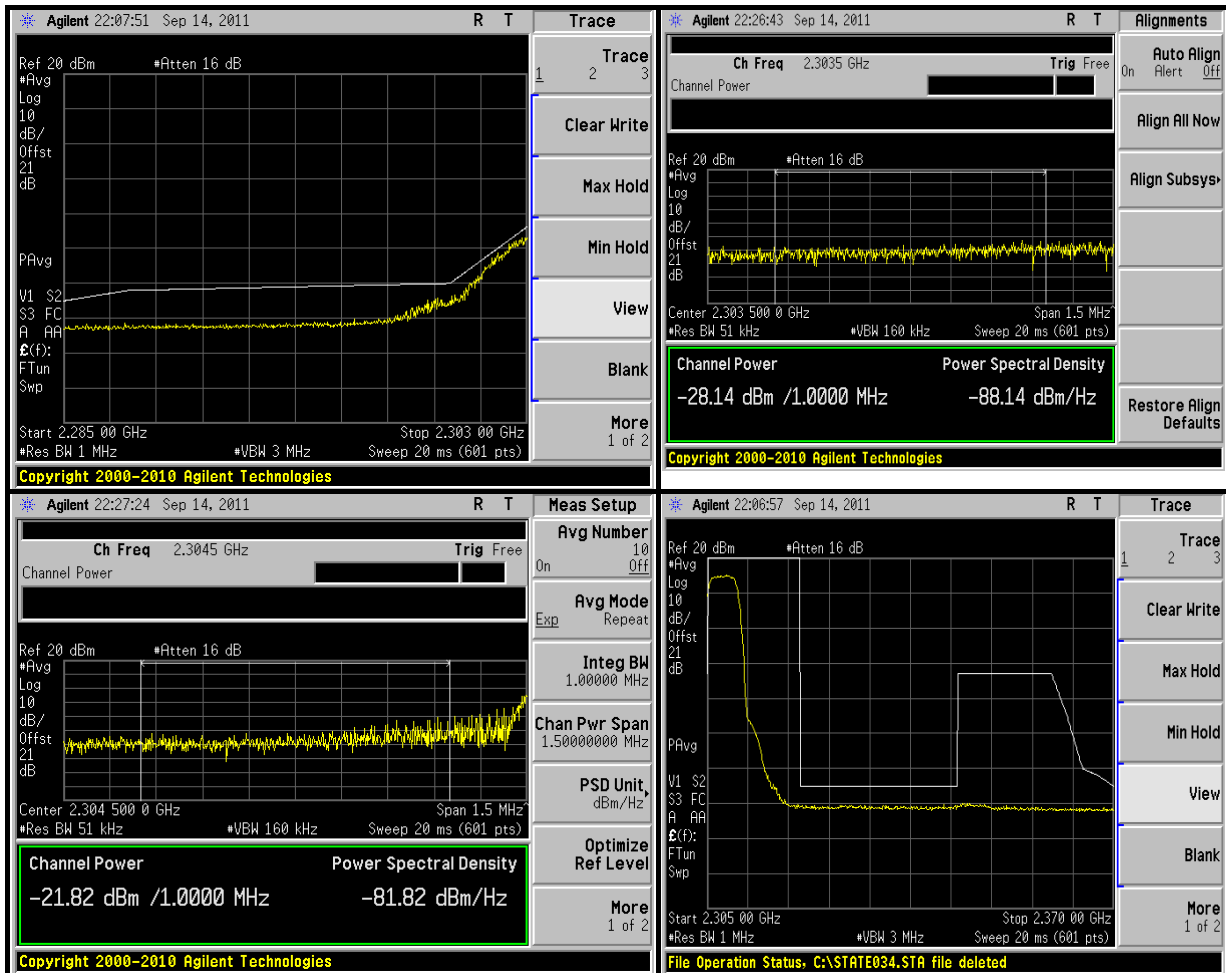 Agilent 22:07:51 Sep 14, 2011 R T Trace
Ref 20 dBm #Atten 16 dB
#Avg
Log
10
dB/
Offst
21
dB
PAvg
V1 S2
S3 FC
A AA
£(f):
FTun
Swp
Start 2.285 00 GHz Stop 2.303 00 GHz
#Res BW 1 MHz #VBW 3 MHz Sweep 20 ms (601 pts)
Copyright 2000-2010 Agilent Technologies
Trace
1 2 3
Clear Write
Max Hold
Min Hold
View
Blank
More
1 of 2
Agilent 22:26:43 Sep 14, 2011 R T Alignments
Ch Freq 2.3035 GHz Trig Free
Channel Power
Ref 20 dBm #Atten 16 dB
#Avg
Log
10
dB/
Offst
21
dB
Center 2.303 500 0 GHz Span 1.5 MHz^
#Res BW 51 kHz #VBW 160 kHz Sweep 20 ms (601 pts)
Channel Power Power Spectral Density
-28.14 dBm /1.0000 MHz -88.14 dBm/Hz
Copyright 2000-2010 Agilent Technologies
Auto Align
On Alert Off
Align All Now
Align Subsys
Restore Align
Defaults
Agilent 22:27:24 Sep 14, 2011 R T Meas Setup
Ch Freq 2.3045 GHz Trig Free
Channel Power
Ref 20 dBm #Atten 16 dB
#Avg
Log
10
dB/
Offst
21
dB
Center 2.304 500 0 GHz Span 1.5 MHz^
#Res BW 51 kHz #VBW 160 kHz Sweep 20 ms (601 pts)
Channel Power Power Spectral Density
-21.82 dBm /1.0000 MHz -81.82 dBm/Hz
Copyright 2000-2010 Agilent Technologies
Avg Number
10
On Off
Avg Mode
Exp Repeat
Integ BW
1.00000 MHz
Chan Pwr Span
1.50000000 MHz
PSD Unit
dBm/Hz
Optimize
Ref Level
More
1 of 2
Agilent 22:06:57 Sep 14, 2011 R T Trace
Ref 20 dBm #Atten 16 dB
#Avg
Log
10
dB/
Offst
21
dB
PAvg
V1 S2
S3 FC
A AA
£(f):
FTun
Swp
Start 2.305 00 GHz Stop 2.370 00 GHz
#Res BW 1 MHz #VBW 3 MHz Sweep 20 ms (601 pts)
File Operation Status, C:\STATE034.STA file deleted
Trace
1 2 3
Clear Write
Max Hold
Min Hold
View
Blank
More
1 of 2